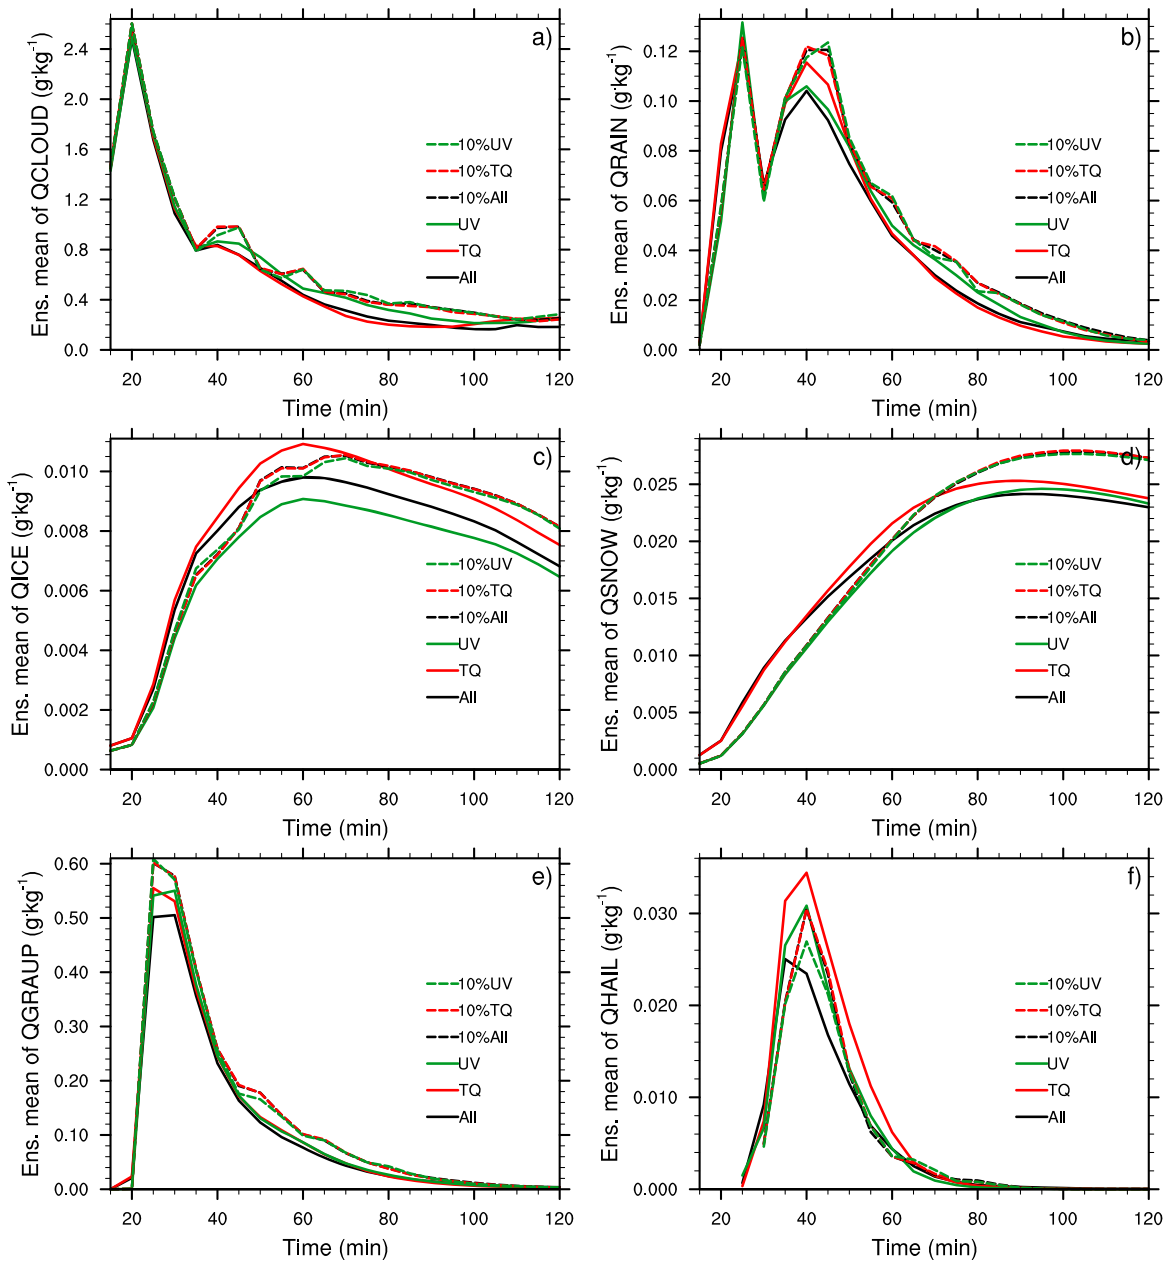 a)
Ens. mean of QCLOUD (g·kg⁻¹)
2.4
2.0
1.6
1.2
0.8
0.4
0.0
10%UV
10%TQ
10%All
UV
TQ
All
20 40 60 80 100 120
Time (min)
b)
Ens. mean of QRAIN (g·kg⁻¹)
0.12
0.10
0.08
0.06
0.04
0.02
0.00
10%UV
10%TQ
10%All
UV
TQ
All
20 40 60 80 100 120
Time (min)
c)
Ens. mean of QICE (g·kg⁻¹)
0.010
0.008
0.006
0.004
0.002
0.000
10%UV
10%TQ
10%All
UV
TQ
All
20 40 60 80 100 120
Time (min)
d)
Ens. mean of QSNOW (g·kg⁻¹)
0.025
0.020
0.015
0.010
0.005
0.000
10%UV
10%TQ
10%All
UV
TQ
All
20 40 60 80 100 120
Time (min)
e)
Ens. mean of QGRAUP (g·kg⁻¹)
0.60
0.50
0.40
0.30
0.20
0.10
0.00
10%UV
10%TQ
10%All
UV
TQ
All
20 40 60 80 100 120
Time (min)
f)
Ens. mean of QHAIL (g·kg⁻¹)
0.030
0.020
0.010
0.000
10%UV
10%TQ
10%All
UV
TQ
All
20 40 60 80 100 120
Time (min)